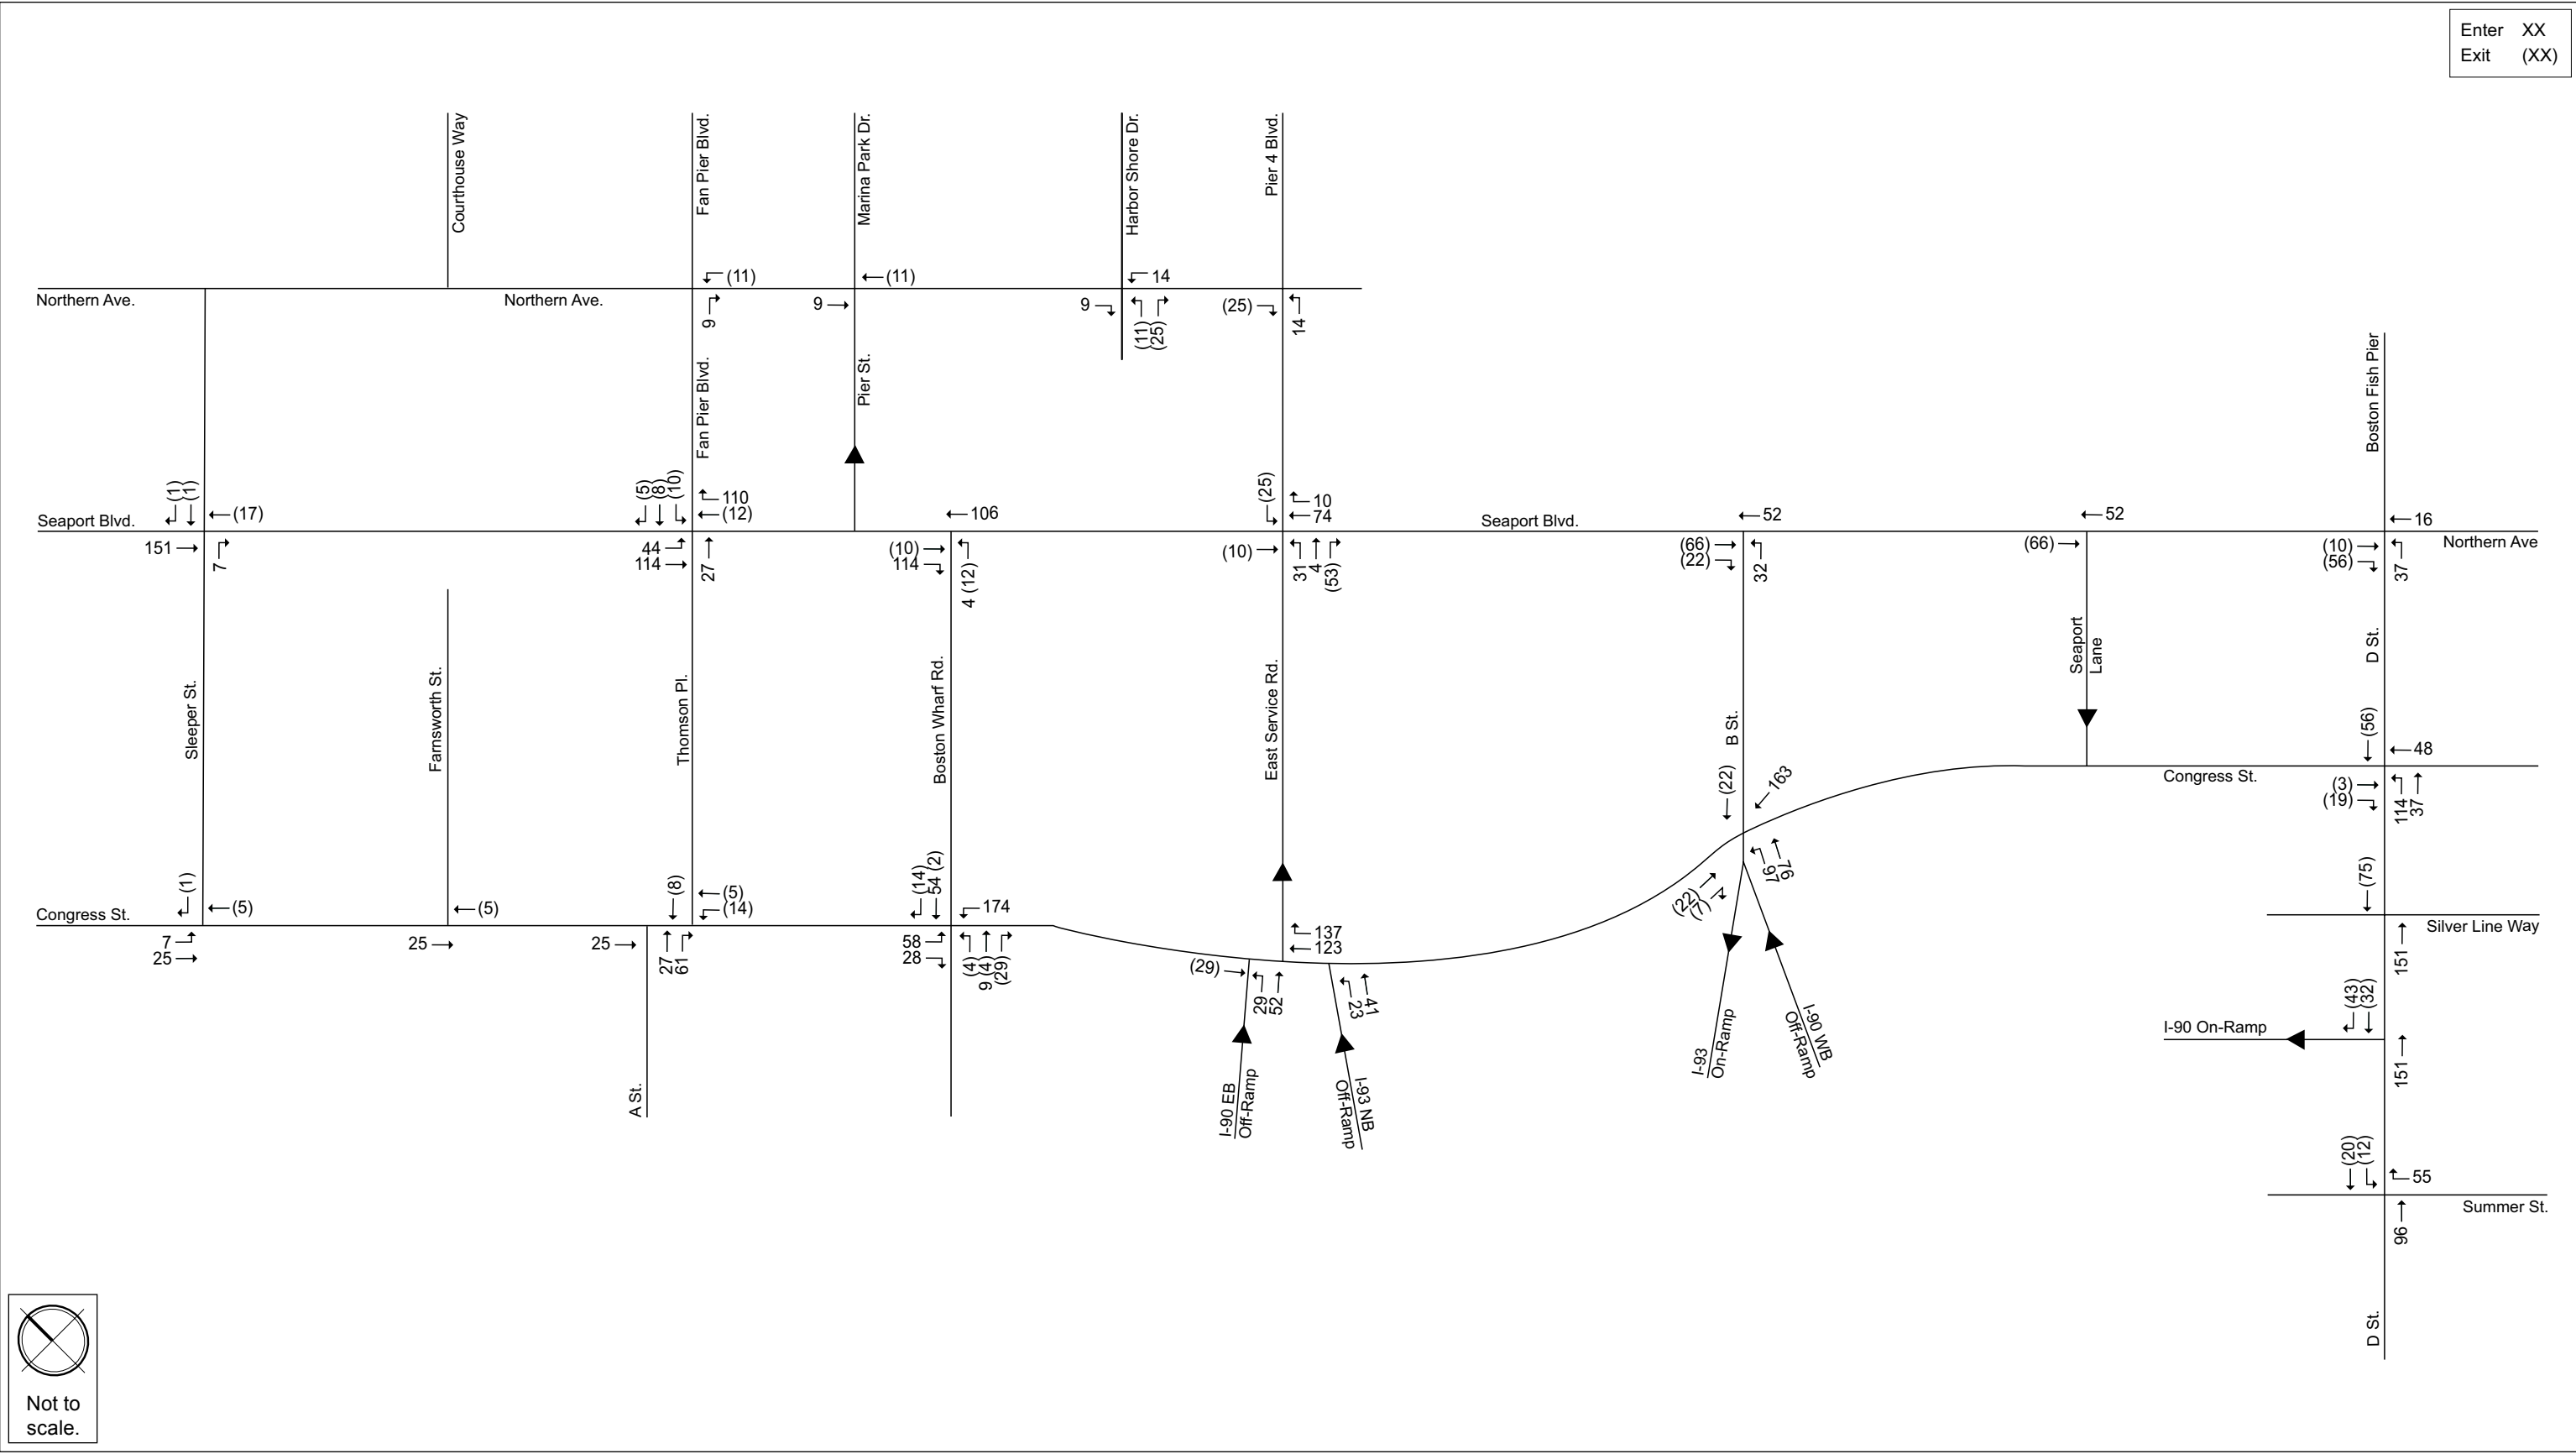 Enter XX
Exit (XX)
Courthouse Way
Fan Pier Blvd.
Marina Park Dr.
Harbor Shore Dr.
Pier 4 Blvd.
(11)
(11)
14
Northern Ave.
Northern Ave.
9
9
9
(11)
(25)
(25)
14
Fan Pier Blvd.
Pier St.
Boston Fish Pier
(1)
(1)
(17)
(5)
(8)
(10)
110
(12)
106
(25)
10
74
52
52
16
Seaport Blvd.
Seaport Blvd.
Northern Ave
151
7
44
114
27
(10)
114
4 (12)
(10)
31
4
(53)
(66)
(22)
32
(66)
(10)
(56)
37
Sleeper St.
Farnsworth St.
Thomson Pl.
Boston Wharf Rd.
East Service Rd.
B St.
Seaport
Lane
D St.
(56)
48
(22)
163
Congress St.
(3)
(19)
114
37
76
97
(22)
(7)
(1)
(5)
(5)
(8)
(5)
(14)
(14)
54 (2)
174
Congress St.
7
25
25
25
27
61
58
28
(4)
9 (4)
(29)
137
123
(29)
29
52
23
41
(75)
Silver Line Way
151
(43)
(32)
I-90 On-Ramp
151
A St.
I-90 EB
Off-Ramp
I-93 NB
Off-Ramp
I-93
On-Ramp
I-90 WB
Off-Ramp
(20)
(12)
55
Summer St.
96
D St.
Not to
scale.